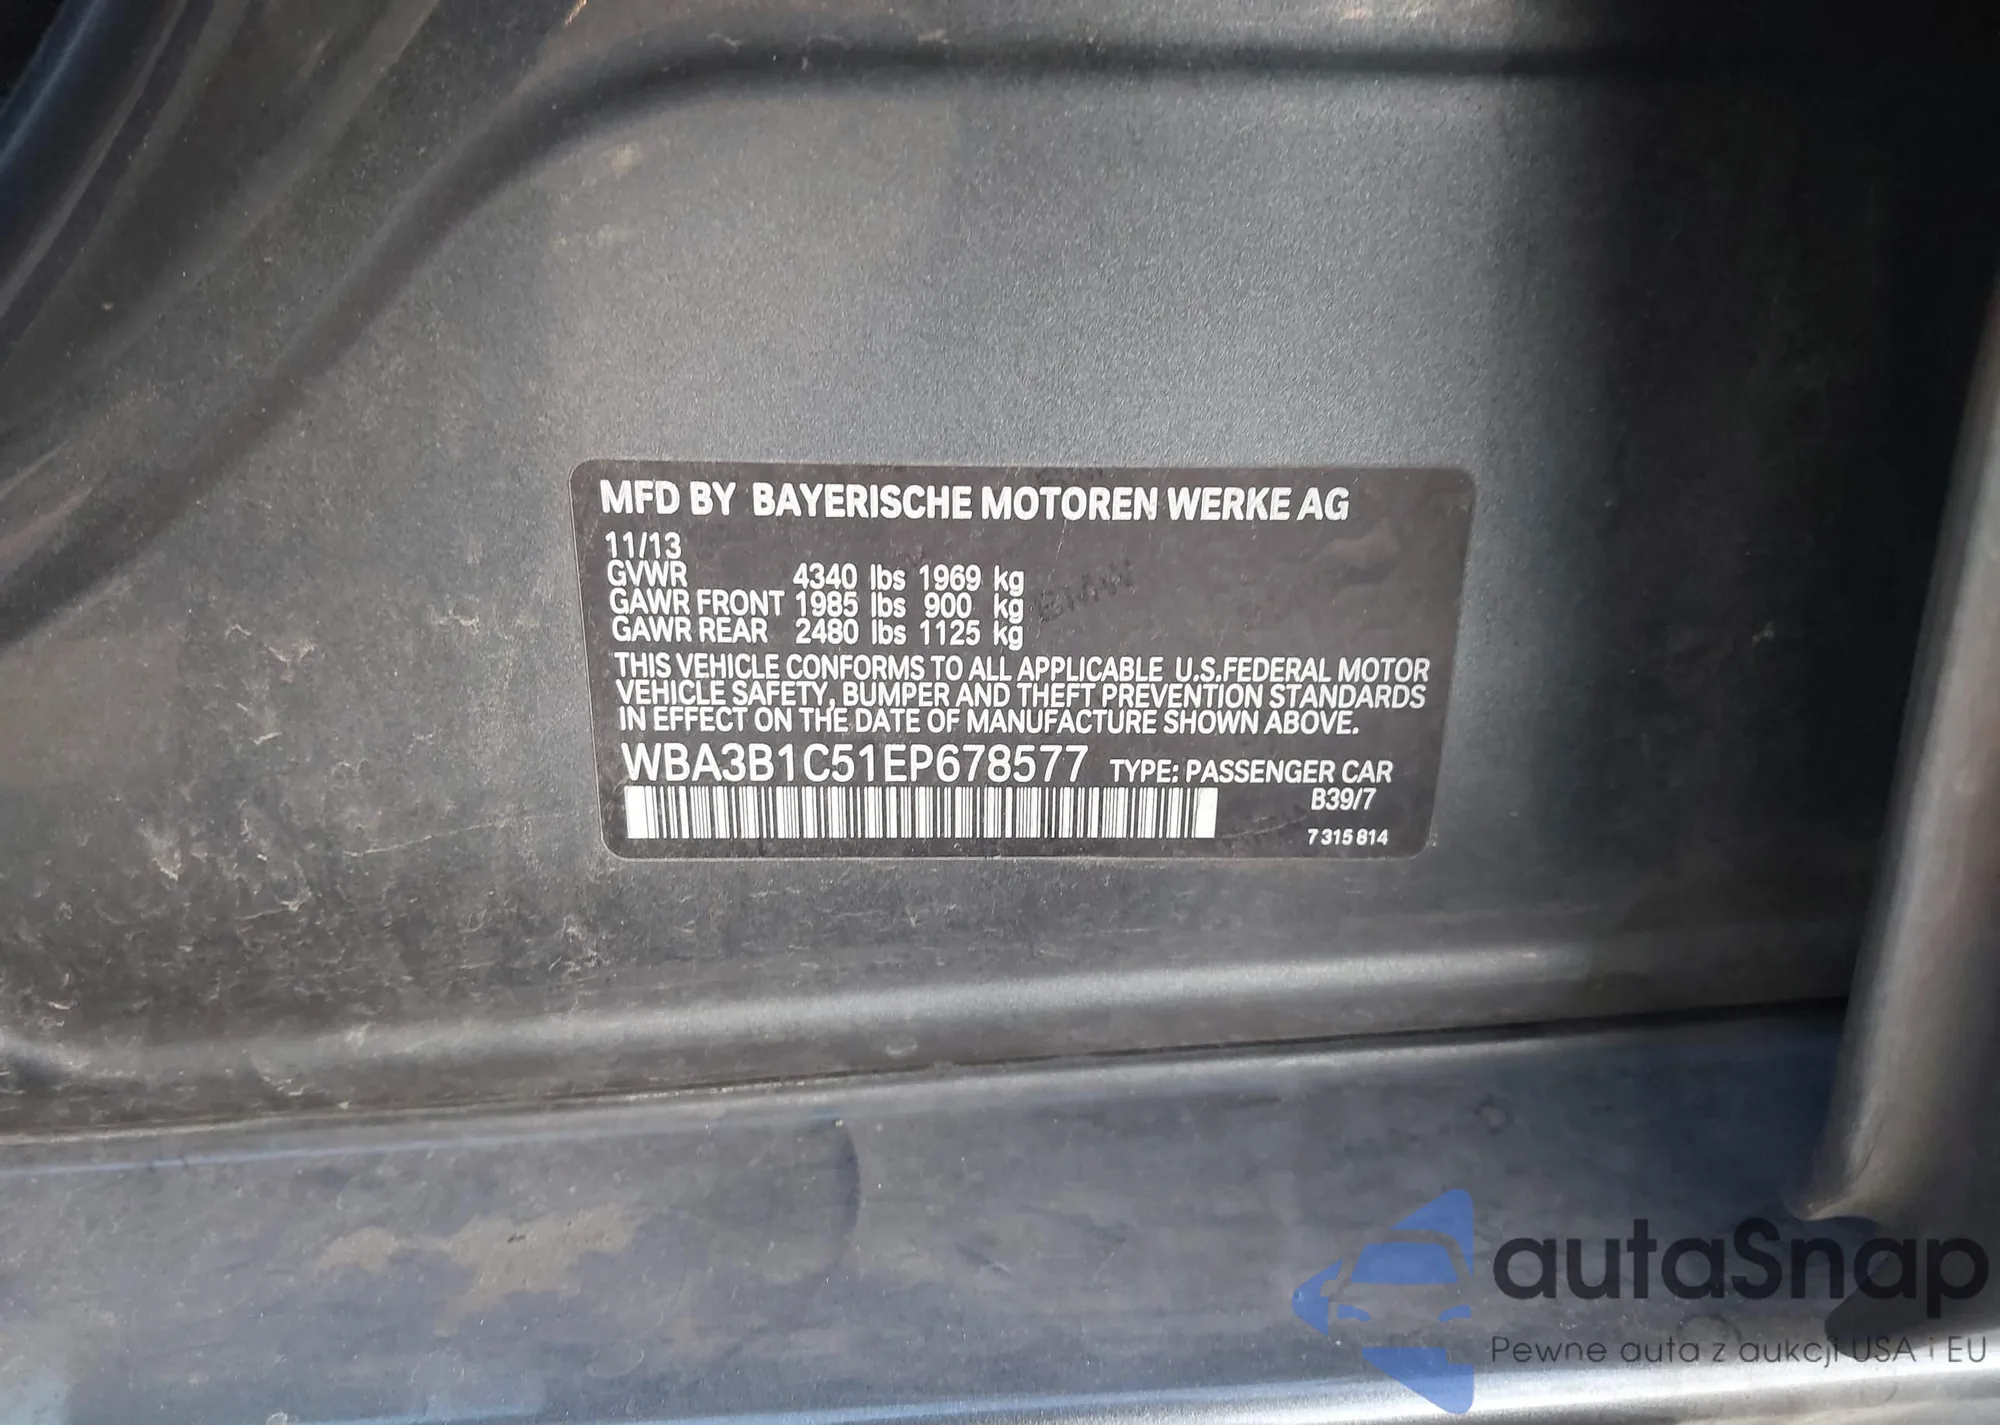 MFD BY BAYERISCHE MOTOREN WERKE AG
11/13
GVWR 4340 lbs 1969 kg
GAWR FRONT 1985 lbs 900 kg
GAWR REAR 2480 lbs 1125 kg
THIS VEHICLE CONFORMS TO ALL APPLICABLE U.S.FEDERAL MOTOR
VEHICLE SAFETY, BUMPER AND THEFT PREVENTION STANDARDS
IN EFFECT ON THE DATE OF MANUFACTURE SHOWN ABOVE.
WBA3B1C51EP678577 TYPE: PASSENGER CAR
B39/7
7 315 814
autaSnap
Pewne auta z aukcji USA i EU